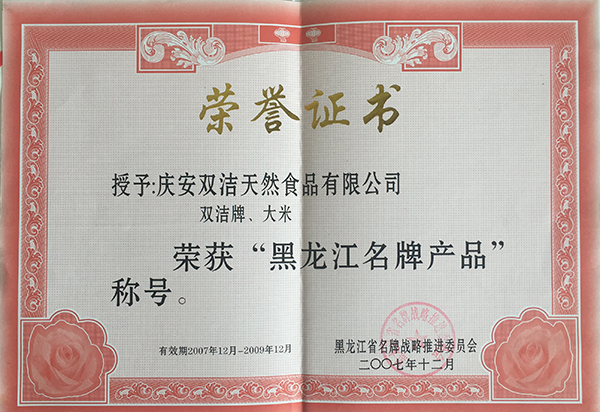 荣誉证书
授予:庆安双洁天然食品有限公司
双洁牌、大米
荣获“黑龙江名牌产品”
称号。
有效期2007年12月-2009年12月
黑龙江省名牌战略推进委员会
二〇〇七年十二月